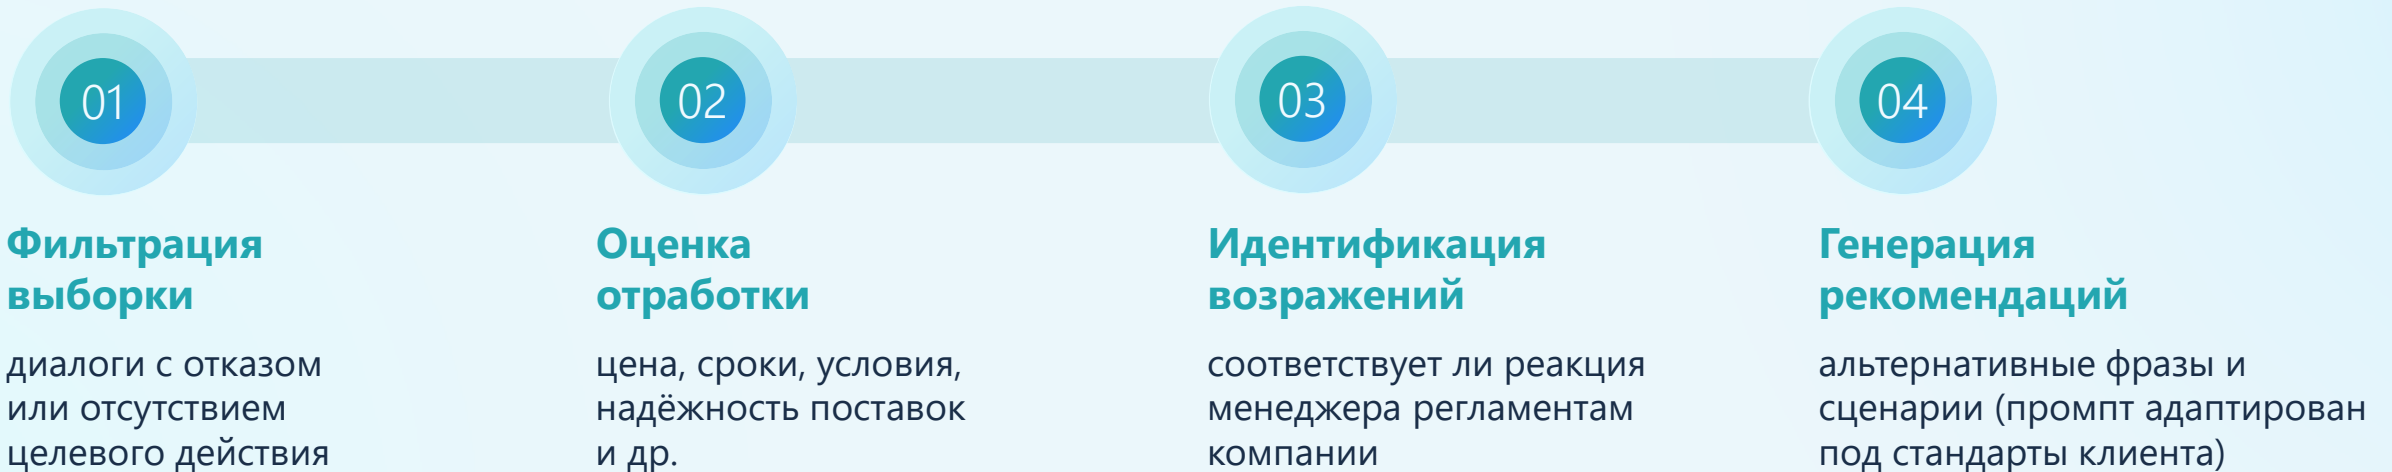 01
02
03
04
Фильтрация
выборки
диалоги с отказом
или отсутствием
целевого действия
Оценка
отработки
цена, сроки, условия,
надёжность поставок
и др.
Идентификация
возражений
соответствует ли реакция
менеджера регламентам
компании
Генерация
рекомендаций
альтернативные фразы и
сценарии (промпт адаптирован
под стандарты клиента)